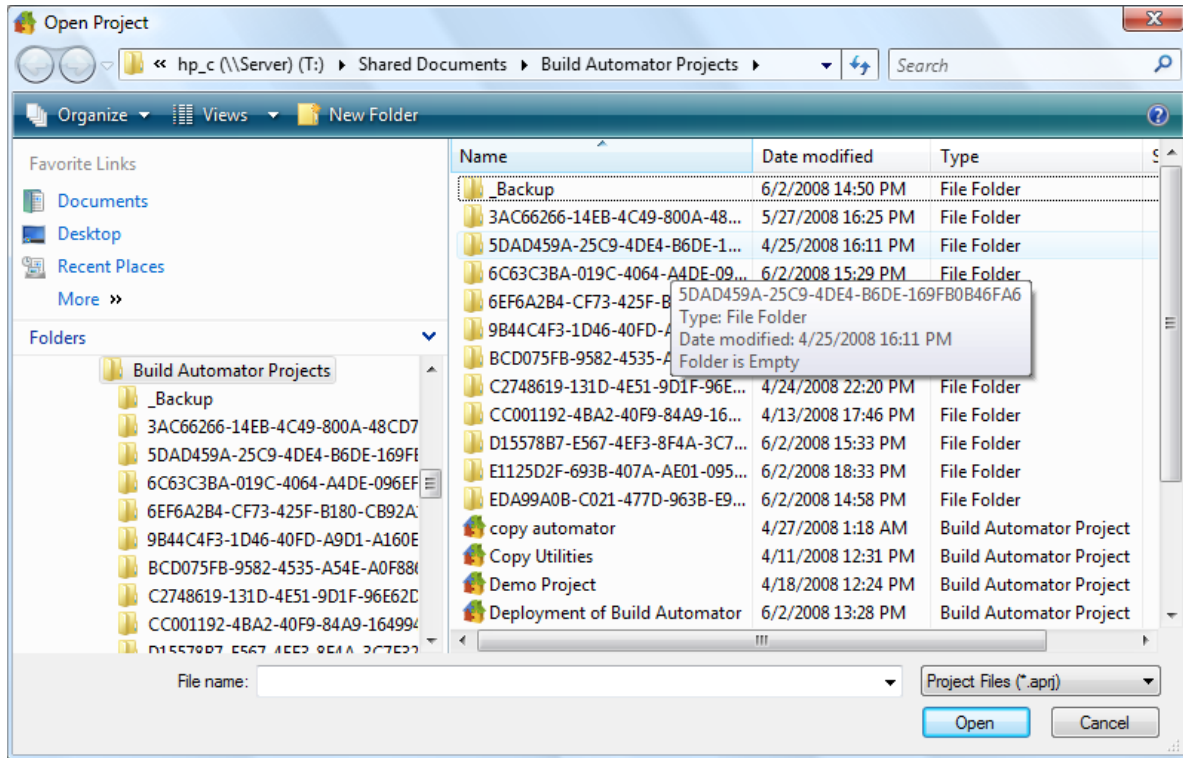 Open Project
« hp_c (\\Server) (T:) ▸ Shared Documents ▸ Build Automator Projects ▸ Search
Organize Views New Folder
Favorite Links
Documents
Desktop
Recent Places
More »
Folders
Build Automator Projects
_Backup
3AC66266-14EB-4C49-800A-48CD7
5DAD459A-25C9-4DE4-B6DE-169FE
6C63C3BA-019C-4064-A4DE-096EF
6EF6A2B4-CF73-425F-B180-CB92A
9B44C4F3-1D46-40FD-A9D1-A160E
BCD075FB-9582-4535-A54E-A0F886
C2748619-131D-4E51-9D1F-96E62D
CC001192-4BA2-40F9-84A9-164994
D15578B7-E567-4EF3-8F4A-3C7F32
Name Date modified Type S
_Backup 6/2/2008 14:50 PM File Folder
3AC66266-14EB-4C49-800A-48... 5/27/2008 16:25 PM File Folder
5DAD459A-25C9-4DE4-B6DE-1... 4/25/2008 16:11 PM File Folder
6C63C3BA-019C-4064-A4DE-09... 6/2/2008 15:29 PM File Folder
6EF6A2B4-CF73-425F-B
9B44C4F3-1D46-40FD-A
BCD075FB-9582-4535-A
5DAD459A-25C9-4DE4-B6DE-169FB0B46FA6
Type: File Folder
Date modified: 4/25/2008 16:11 PM
Folder is Empty
C2748619-131D-4E51-9D1F-96E... 4/24/2008 22:20 PM File Folder
CC001192-4BA2-40F9-84A9-16... 4/13/2008 17:46 PM File Folder
D15578B7-E567-4EF3-8F4A-3C7... 6/2/2008 15:33 PM File Folder
E1125D2F-693B-407A-AE01-095... 6/2/2008 18:33 PM File Folder
EDA99A0B-C021-477D-963B-E9... 6/2/2008 14:58 PM File Folder
copy automator 4/27/2008 1:18 AM Build Automator Project
Copy Utilities 4/11/2008 12:31 PM Build Automator Project
Demo Project 4/18/2008 12:24 PM Build Automator Project
Deployment of Build Automator 6/2/2008 13:28 PM Build Automator Project
File name: Project Files (*.aprj)
Open Cancel